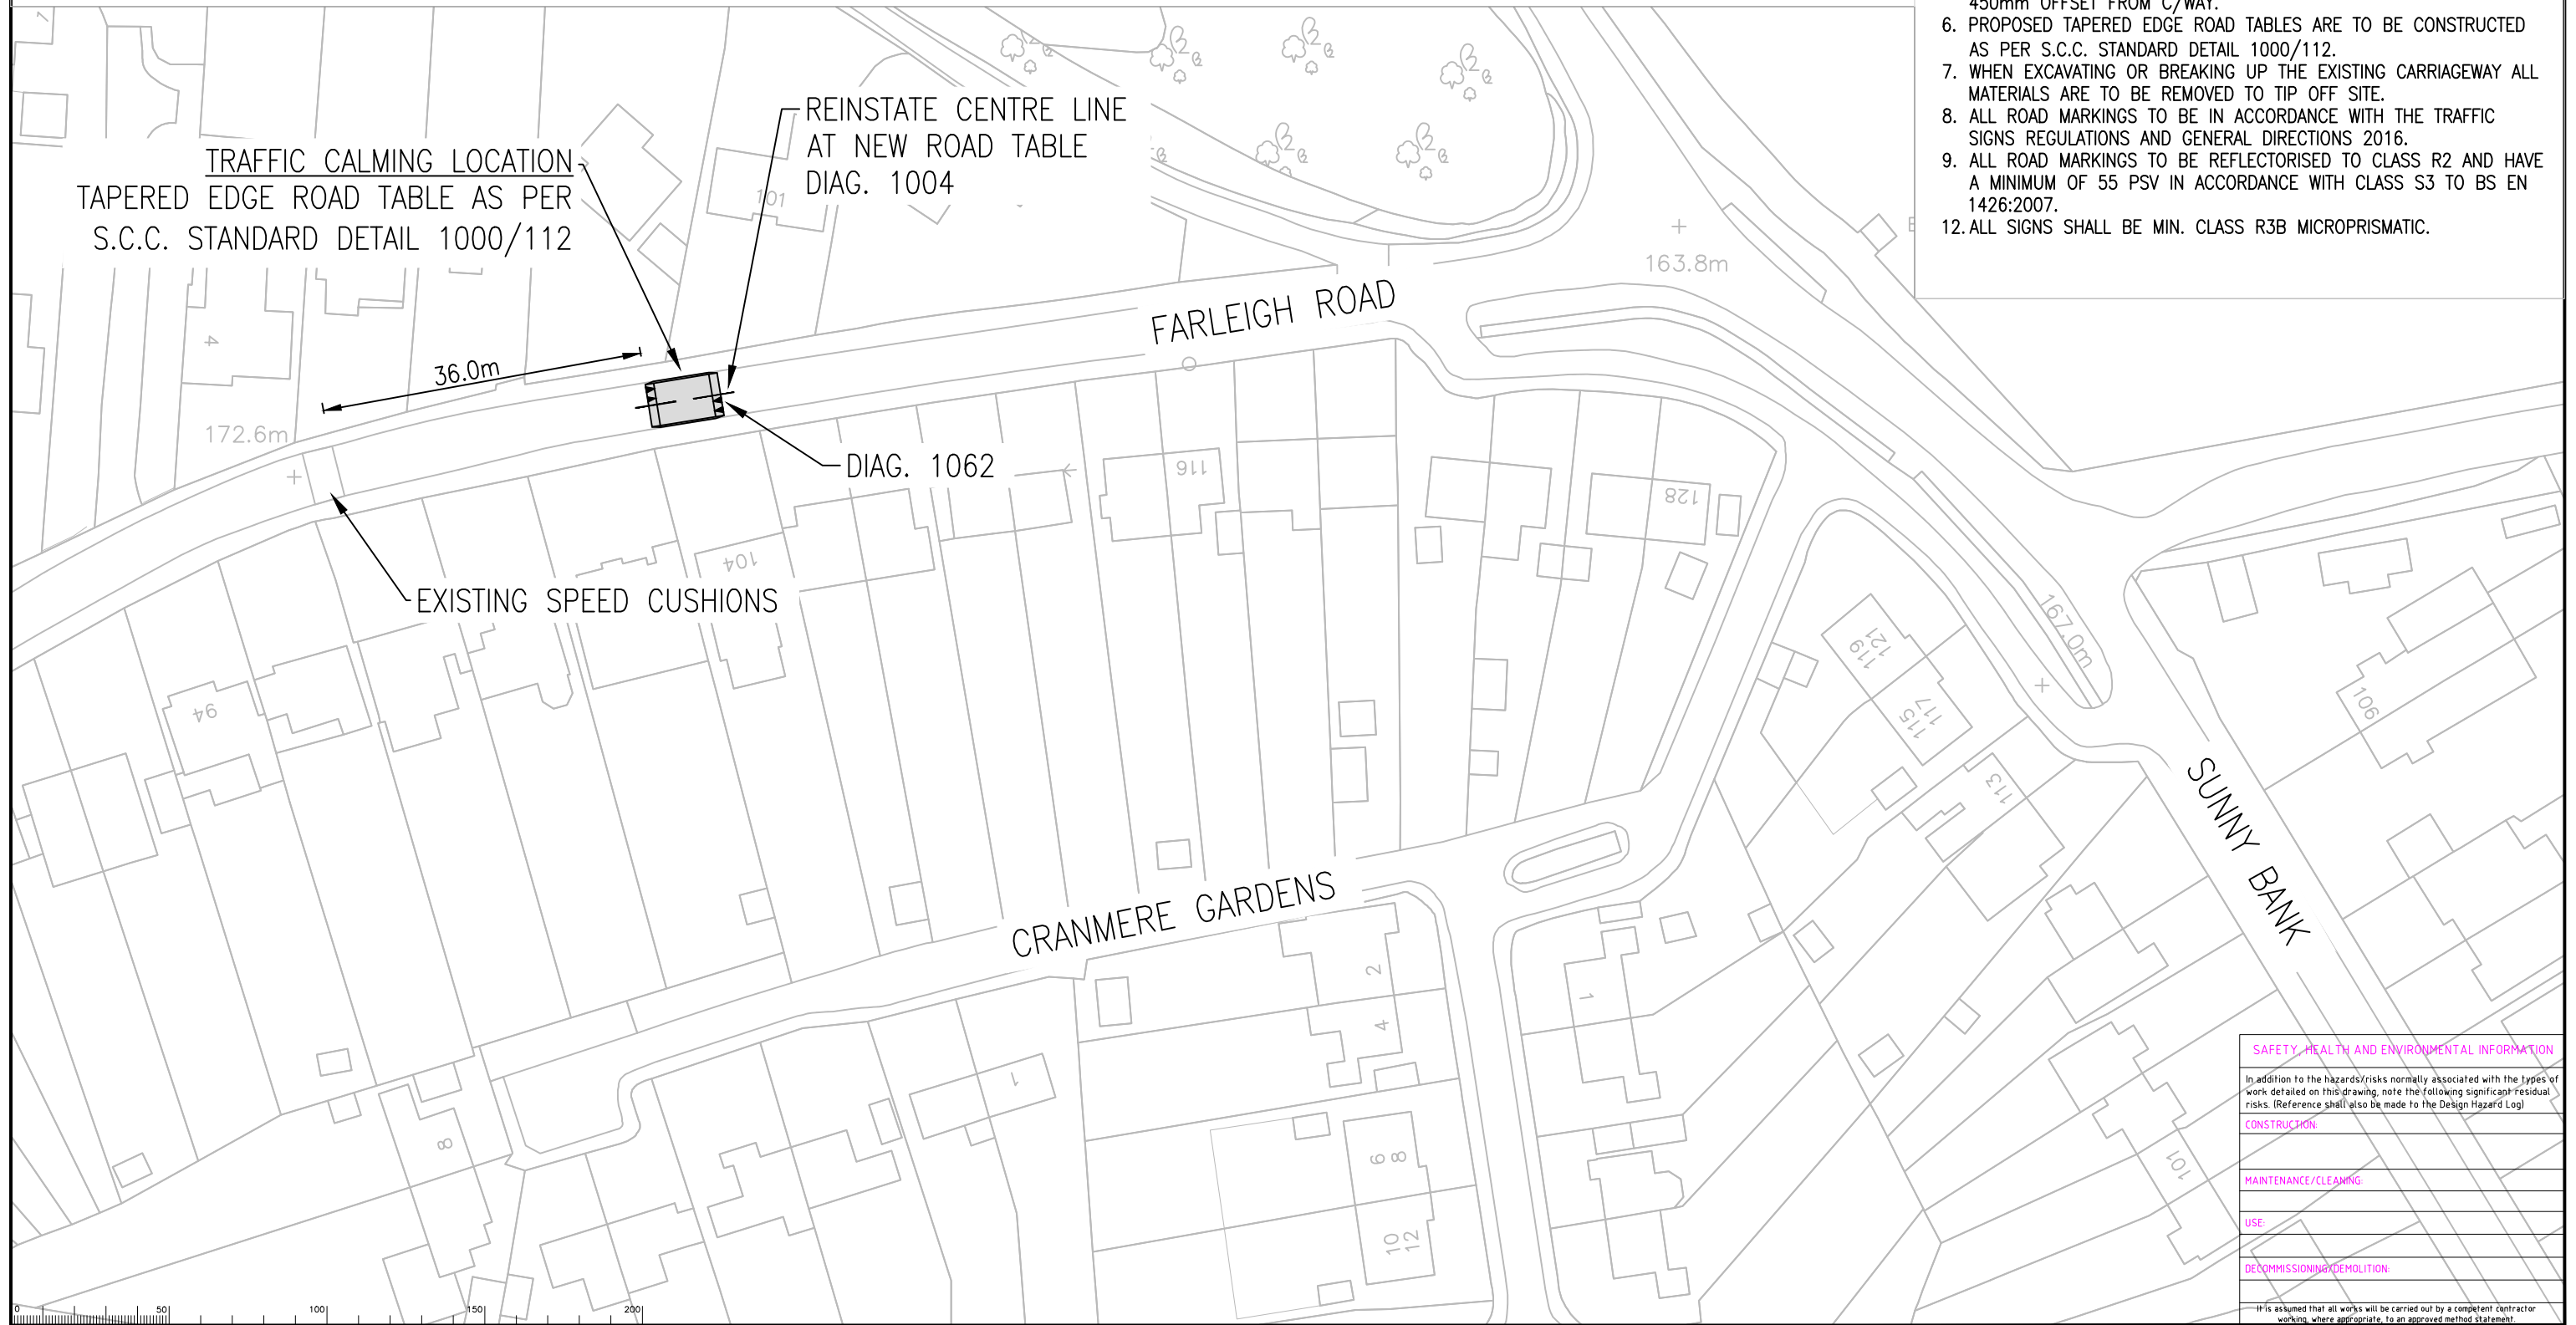 450mm OFFSET FROM C/WAY.
6. PROPOSED TAPERED EDGE ROAD TABLES ARE TO BE CONSTRUCTED
AS PER S.C.C. STANDARD DETAIL 1000/112.
7. WHEN EXCAVATING OR BREAKING UP THE EXISTING CARRIAGEWAY ALL
MATERIALS ARE TO BE REMOVED TO TIP OFF SITE.
8. ALL ROAD MARKINGS TO BE IN ACCORDANCE WITH THE TRAFFIC
SIGNS REGULATIONS AND GENERAL DIRECTIONS 2016.
9. ALL ROAD MARKINGS TO BE REFLECTORISED TO CLASS R2 AND HAVE
A MINIMUM OF 55 PSV IN ACCORDANCE WITH CLASS S3 TO BS EN
1426:2007.
12. ALL SIGNS SHALL BE MIN. CLASS R3B MICROPRISMATIC.
TRAFFIC CALMING LOCATION
TAPERED EDGE ROAD TABLE AS PER
S.C.C. STANDARD DETAIL 1000/112
REINSTATE CENTRE LINE
AT NEW ROAD TABLE
DIAG. 1004
101
163.8m
FARLEIGH ROAD
4
36.0m
172.6m
DIAG. 1062
116
128
104
EXISTING SPEED CUSHIONS
94
167.0m
119
121
115
117
113
106
SUNNY BANK
CRANMERE GARDENS
2
4
1
1
8
6
8
10
12
101
SAFETY, HEALTH AND ENVIRONMENTAL INFORMATION
In addition to the hazards/risks normally associated with the types of
work detailed on this drawing, note the following significant residual
risks. (Reference shall also be made to the Design Hazard Log)
CONSTRUCTION:
MAINTENANCE/CLEANING:
USE:
DECOMMISSIONING/DEMOLITION:
It is assumed that all works will be carried out by a competent contractor
working, where appropriate, to an approved method statement.
0 50 100 150 200